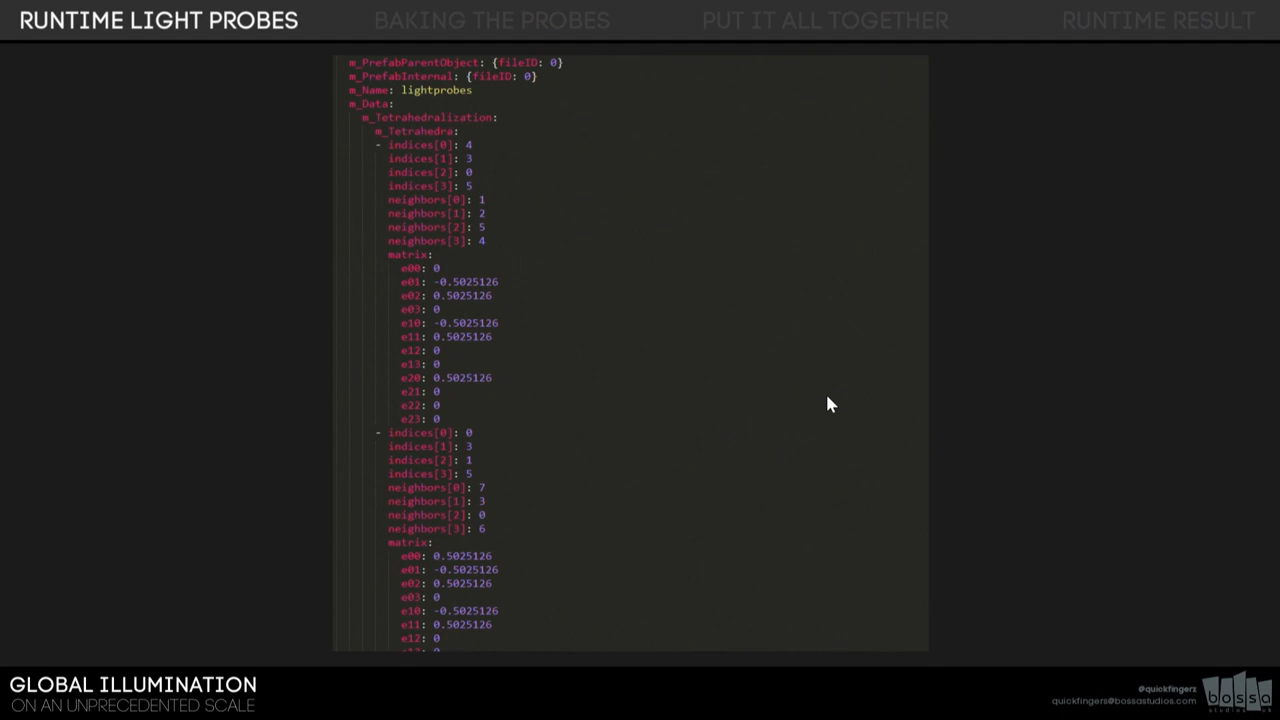 RUNTIME LIGHT PROBES
BAKING THE PROBES
PUT IT ALL TOGETHER
RUNTIME RESULT
m_PrefabParentObject: {fileID: 0}
m_PrefabInternal: {fileID: 0}
m_Name: lightprobes
m_Data:
m_Tetrahedralization:
m_Tetrahedra:
- indices[0]: 4
indices[1]: 3
indices[2]: 0
indices[3]: 5
neighbors[0]: 1
neighbors[1]: 2
neighbors[2]: 5
neighbors[3]: 4
matrix:
e00: 0
e01: -0.5025126
e02: 0.5025126
e03: 0
e10: -0.5025126
e11: 0.5025126
e12: 0
e13: 0
e20: 0.5025126
e21: 0
e22: 0
e23: 0
- indices[0]: 0
indices[1]: 3
indices[2]: 1
indices[3]: 5
neighbors[0]: 7
neighbors[1]: 3
neighbors[2]: 0
neighbors[3]: 6
matrix:
e00: 0.5025126
e01: -0.5025126
e02: 0.5025126
e03: 0
e10: -0.5025126
e11: 0.5025126
e12: 0
GLOBAL ILLUMINATION
ON AN UNPRECEDENTED SCALE
@quickfingerz
quickfingers@bossastudios.com
bossa